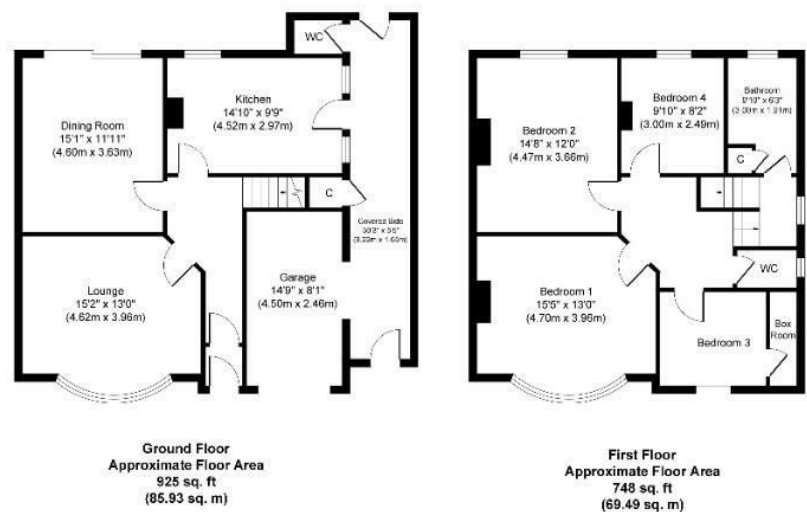 WC
Kitchen
14'10" x 9'9"
(4.52m x 2.97m)
Dining Room
15'1" x 11'11"
(4.60m x 3.63m)
C
Covered Side
Garage
14'9" x 8'1"
(4.50m x 2.46m)
Lounge
15'2" x 13'0"
(4.62m x 3.96m)
Ground Floor
Approximate Floor Area
925 sq. ft
(85.93 sq. m)
Bathroom
Bedroom 4
9'10" x 8'2"
(3.00m x 2.49m)
Bedroom 2
14'8" x 12'0"
(4.47m x 3.66m)
C
WC
Bedroom 1
15'5" x 13'0"
(4.70m x 3.96m)
Box
Room
Bedroom 3
First Floor
Approximate Floor Area
748 sq. ft
(69.49 sq. m)